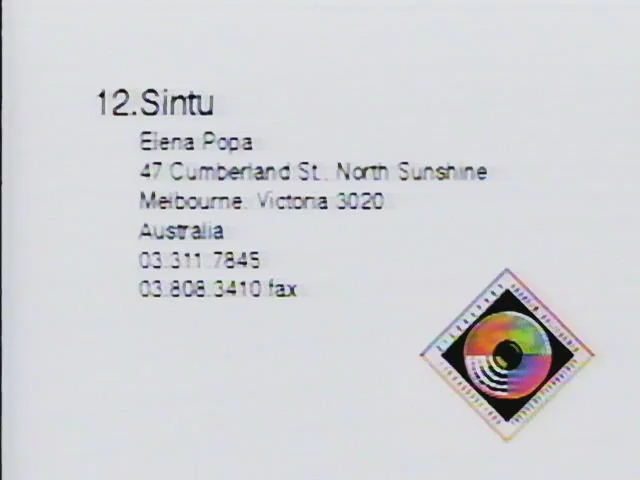 12.Sintu
Elena Popa
47 Cumberland St., North Sunshine
Melbourne, Victoria 3020
Australia
03.311.7845
03.808.3410 fax